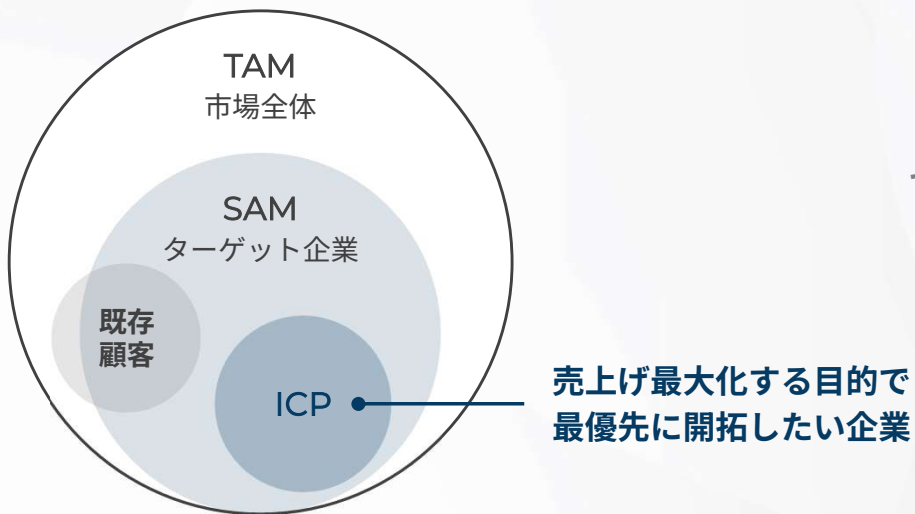 TAM
市場全体
SAM
ターゲット企業
既存
顧客
ICP
売上げ最大化する目的で
最優先に開拓したい企業